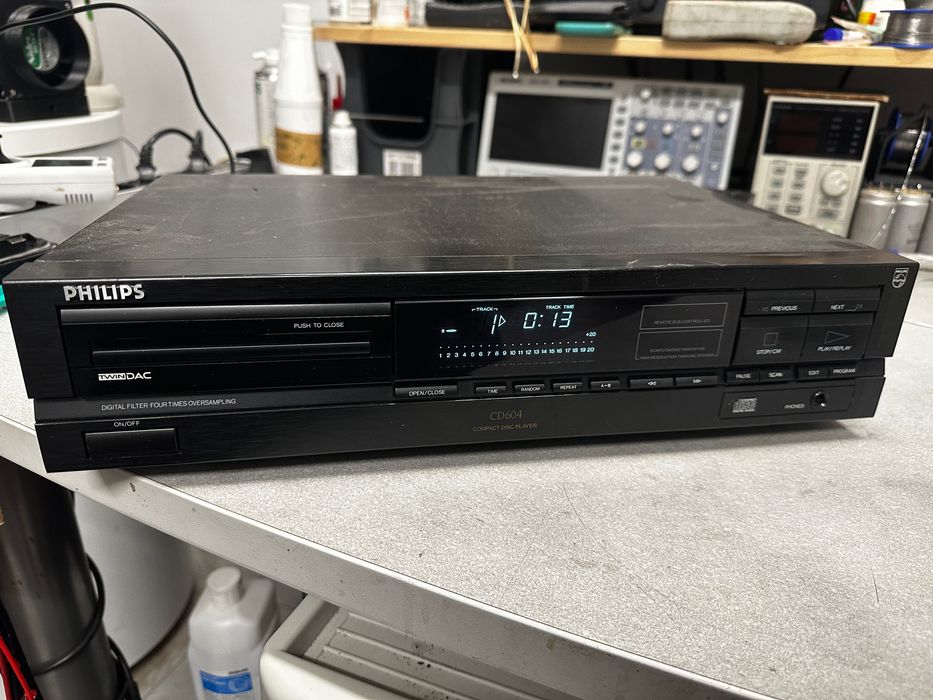 PHILIPS
PUSH TO CLOSE
TWIN DAC
DIGITAL FILTER FOUR TIMES OVERSAMPLING
ON/OFF
TRACK
TRACK TIME
1 0:13
+20
1 2 3 4 5 6 7 8 9 10 11 12 13 14 15 16 17 18 19 20
REMOTE BUS CONTROLLED
PREVIOUS
NEXT
STOP/CM
PLAY/REPLAY
OPEN/CLOSE
TIME
RANDOM
REPEAT
A–B
PAUSE
SCAN
EDIT
PROGRAM
CD604
COMPACT DISC PLAYER
PHONES